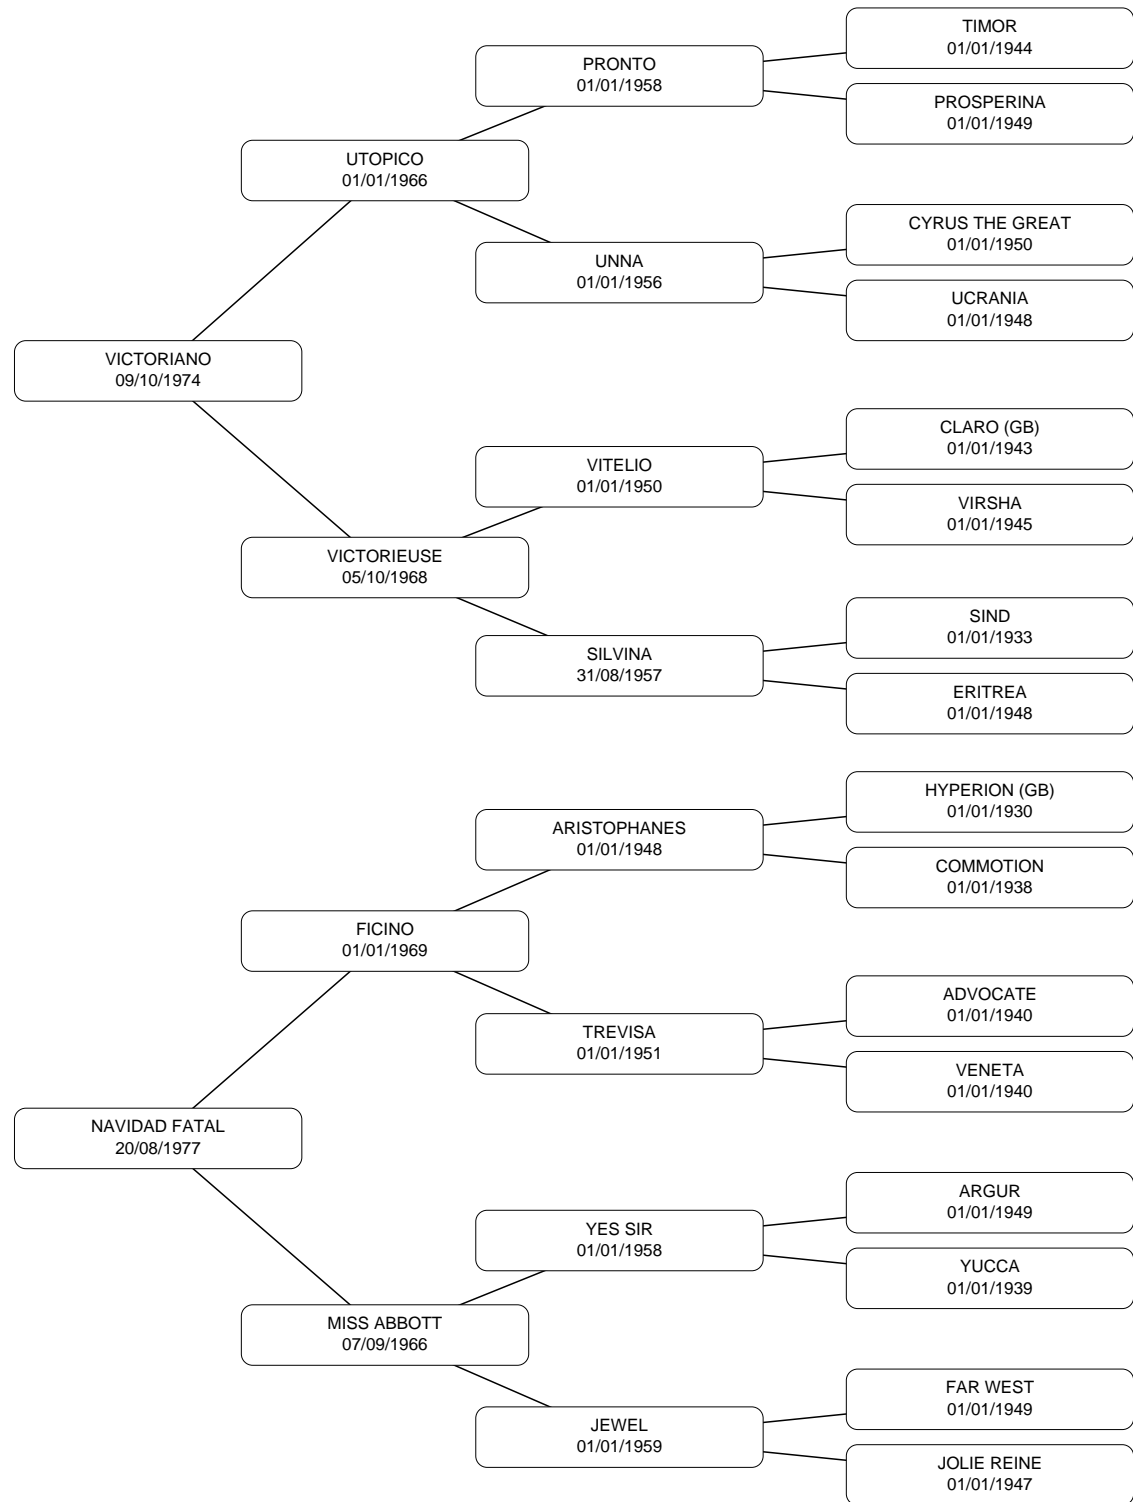 TIMOR
01/01/1944
PRONTO
01/01/1958
PROSPERINA
01/01/1949
UTOPICO
01/01/1966
CYRUS THE GREAT
01/01/1950
UNNA
01/01/1956
UCRANIA
01/01/1948
VICTORIANO
09/10/1974
CLARO (GB)
01/01/1943
VITELIO
01/01/1950
VIRSHA
01/01/1945
VICTORIEUSE
05/10/1968
SIND
01/01/1933
SILVINA
31/08/1957
ERITREA
01/01/1948
HYPERION (GB)
01/01/1930
ARISTOPHANES
01/01/1948
COMMOTION
01/01/1938
FICINO
01/01/1969
ADVOCATE
01/01/1940
TREVISA
01/01/1951
VENETA
01/01/1940
NAVIDAD FATAL
20/08/1977
ARGUR
01/01/1949
YES SIR
01/01/1958
YUCCA
01/01/1939
MISS ABBOTT
07/09/1966
FAR WEST
01/01/1949
JEWEL
01/01/1959
JOLIE REINE
01/01/1947